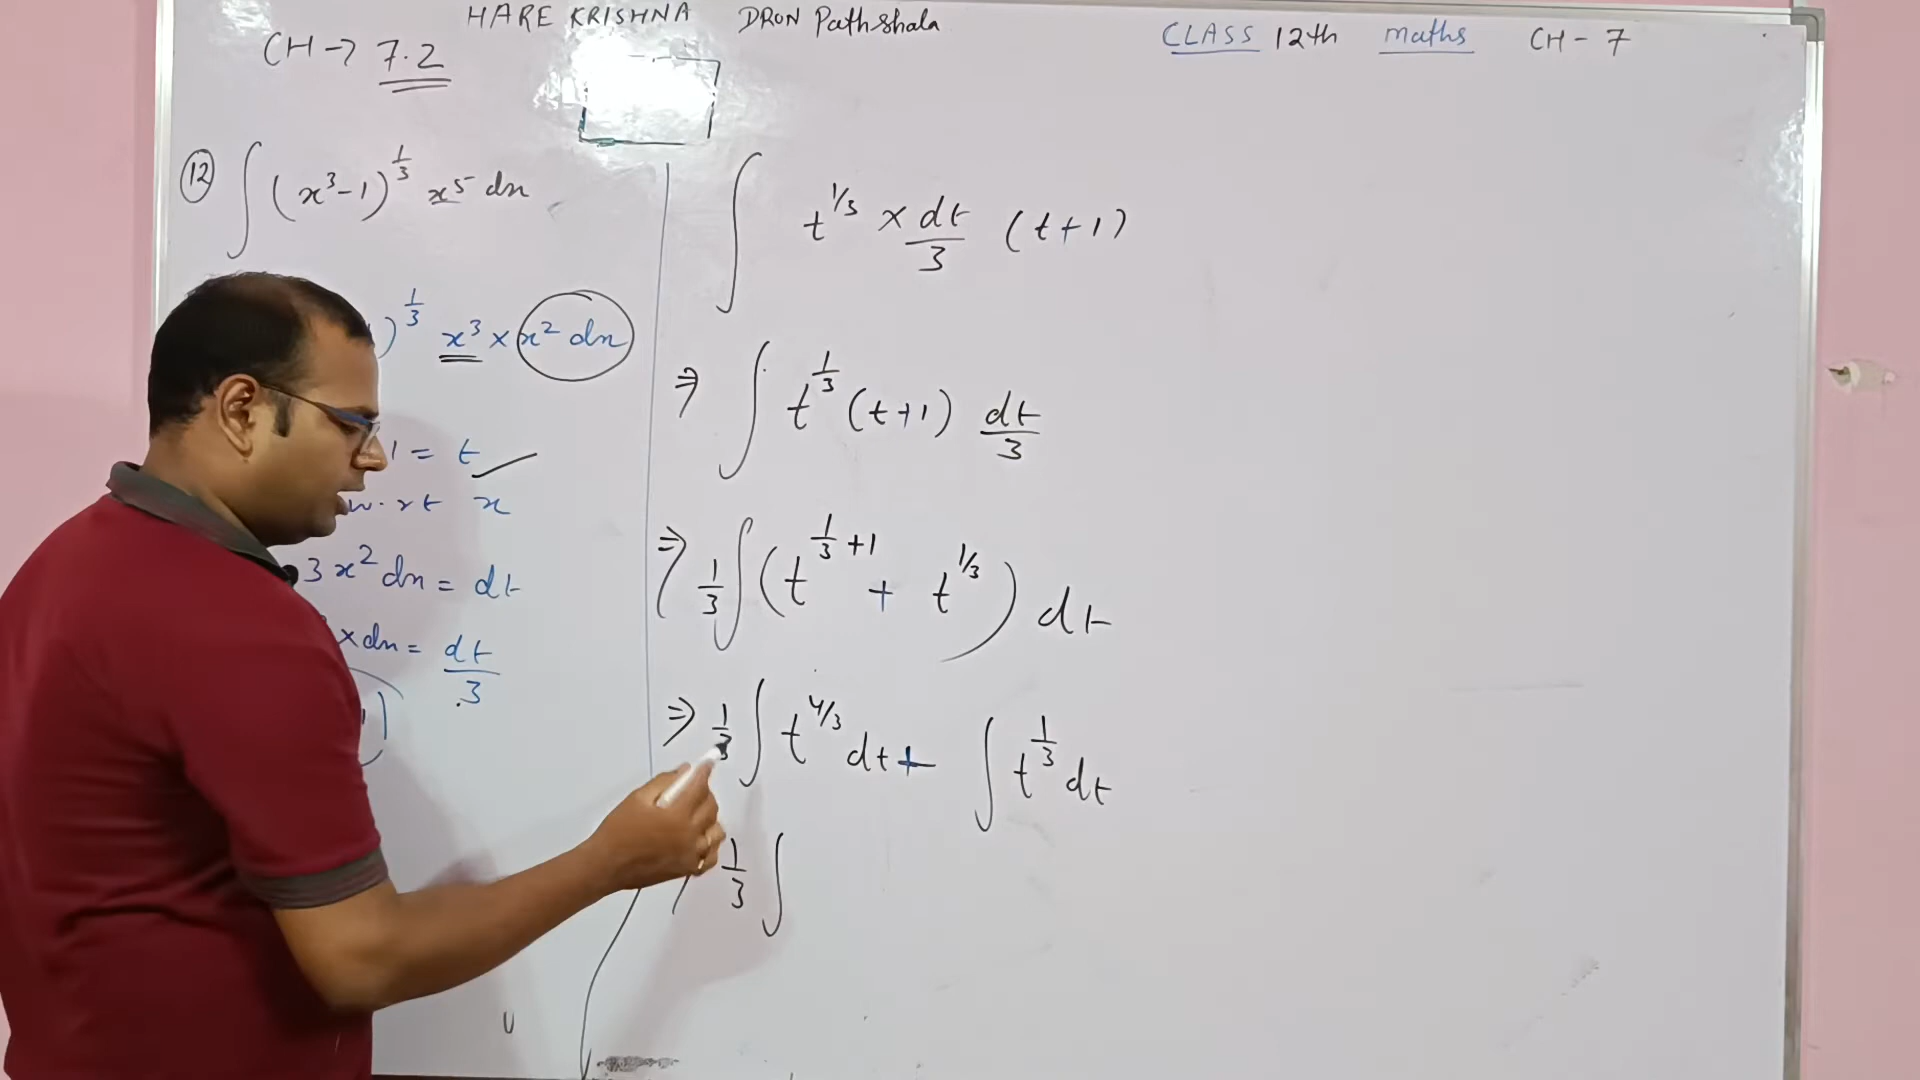 HARE KRISHNA DRON Pathshala
CLASS 12th maths CH - 7
CH → 7.2
(12) ∫ (x³-1)^{1/3} x⁵ dx
)^{1/3} x³ × x² dx
1 = t
w.r.t x
3x² dx = dt
x dx = dt/3
∫ t^{1/3} × dt/3 (t+1)
⇒ ∫ t^{1/3} (t+1) dt/3
⇒ 1/3 ∫ (t^{1/3 +1} + t^{1/3}) dt
⇒ 1/3 ∫ t^{4/3} dt + ∫ t^{1/3} dt
1/3 ∫